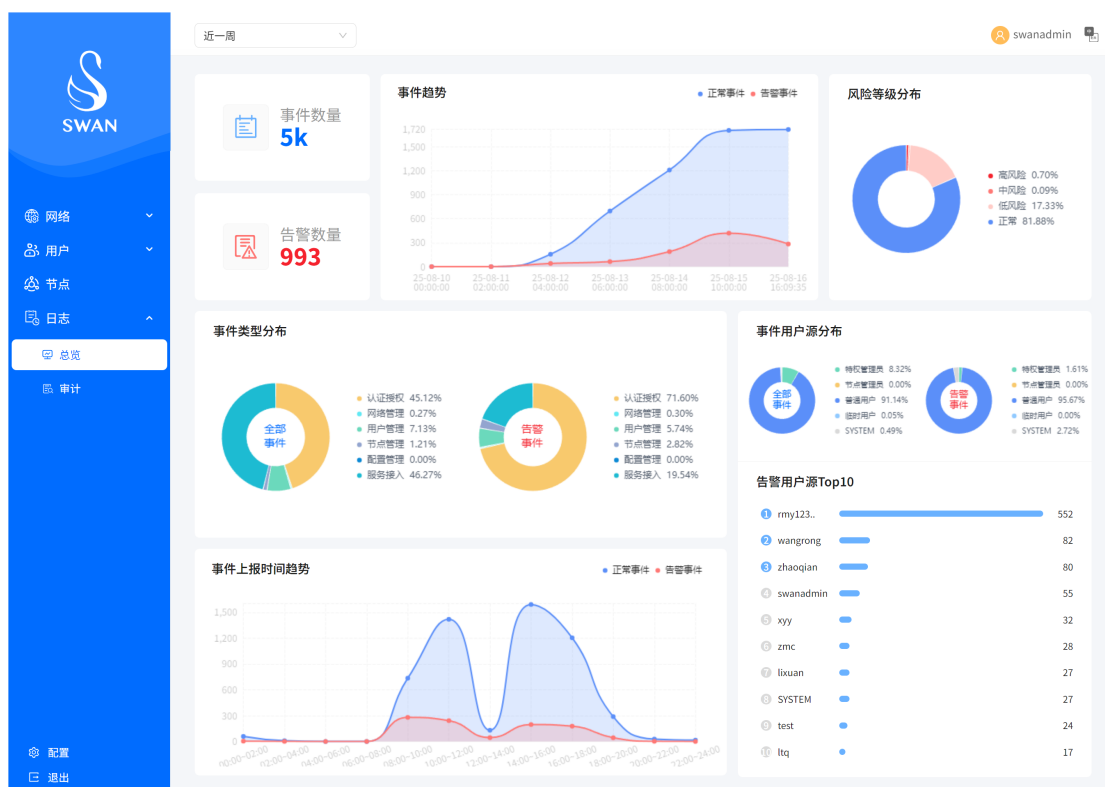 SWAN
网络
用户
节点
日志
总览
审计
配置
退出
近一周
swanadmin
事件数量
5k
告警数量
993
事件趋势
正常事件 告警事件
1,720
1,500
1,200
900
600
300
0
25-08-10 25-08-11 25-08-12 25-08-13 25-08-14 25-08-15 25-08-16
00:00:00 02:00:00 04:00:00 06:00:00 08:00:00 10:00:00 16:09:35
风险等级分布
高风险 0.70%
中风险 0.09%
低风险 17.33%
正常 81.88%
事件类型分布
全部
事件
认证授权 45.12%
网络管理 0.27%
用户管理 7.13%
节点管理 1.21%
配置管理 0.00%
服务接入 46.27%
告警
事件
认证授权 71.60%
网络管理 0.30%
用户管理 5.74%
节点管理 2.82%
配置管理 0.00%
服务接入 19.54%
事件用户源分布
全部
事件
特权管理员 8.32%
节点管理员 0.00%
普通用户 91.14%
临时用户 0.05%
SYSTEM 0.49%
告警
事件
特权管理员 1.61%
节点管理员 0.00%
普通用户 95.67%
临时用户 0.00%
SYSTEM 2.72%
告警用户源Top10
1 rmy123.. 552
2 wangrong 82
3 zhaoqian 80
4 swanadmin 55
5 xyy 32
6 zmc 28
7 lixuan 27
8 SYSTEM 27
9 test 24
10 ltq 17
事件上报时间趋势
正常事件 告警事件
1,500
1,200
900
600
300
0
00:00~02:00 02:00~04:00 04:00~06:00 06:00~08:00 08:00~10:00 10:00~12:00 12:00~14:00 14:00~16:00 16:00~18:00 18:00~20:00 20:00~22:00 22:00~24:00